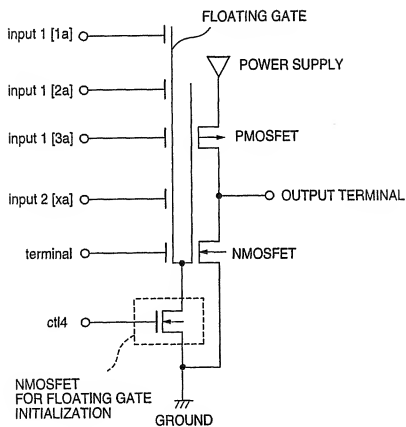 FLOATING GATE
input 1 [1a]
POWER SUPPLY
input 1 [2a]
input 1 [3a]
PMOSFET
input 2 [xa]
OUTPUT TERMINAL
terminal
NMOSFET
ctl4
NMOSFET
FOR FLOATING GATE
INITIALIZATION
GROUND